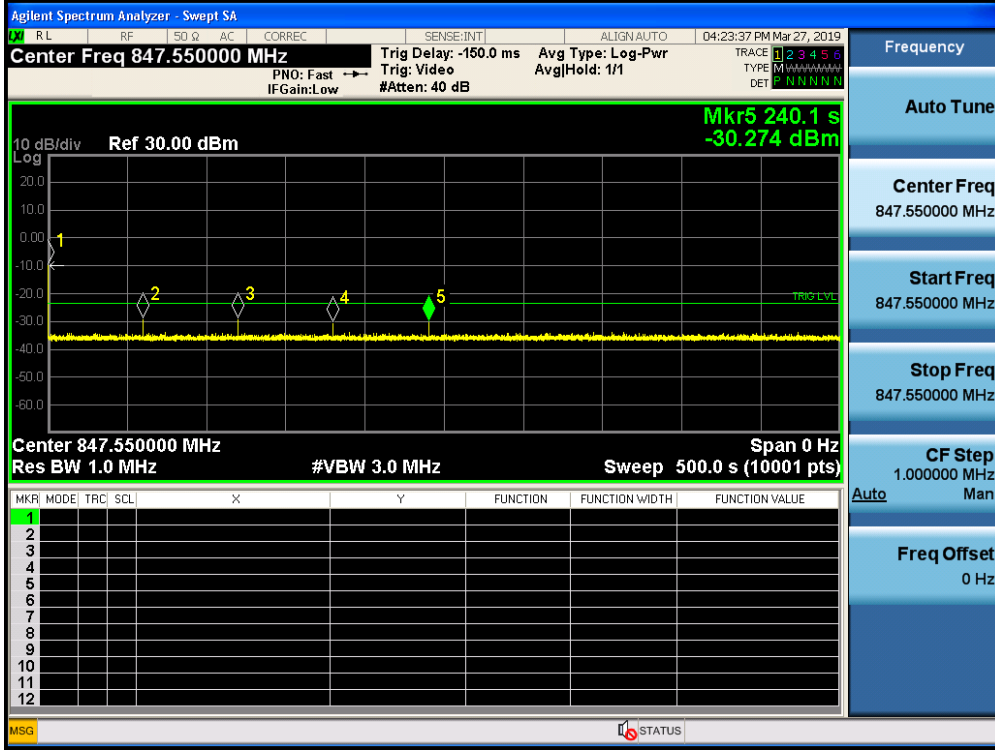 Agilent Spectrum Analyzer - Swept SA
LXI RL RF 50 Ω AC CORREC SENSE:INT ALIGN AUTO 04:23:37 PM Mar 27, 2019
Center Freq 847.550000 MHz
PNO: Fast
IFGain:Low
Trig Delay: -150.0 ms
Trig: Video
#Atten: 40 dB
Avg Type: Log-Pwr
Avg|Hold: 1/1
TRACE 1 2 3 4 5 6
TYPE M W W W W W
DET P N N N N N
Mkr5 240.1 s
-30.274 dBm
10 dB/div Ref 30.00 dBm
Log
20.0
10.0
0.00
1
-10.0
-20.0
2 3 4 5
TRIG LVL
-30.0
-40.0
-50.0
-60.0
Center 847.550000 MHz Span 0 Hz
Res BW 1.0 MHz #VBW 3.0 MHz Sweep 500.0 s (10001 pts)
MKR MODE TRC SCL X Y FUNCTION FUNCTION WIDTH FUNCTION VALUE
1
2
3
4
5
6
7
8
9
10
11
12
MSG STATUS
Frequency
Auto Tune
Center Freq
847.550000 MHz
Start Freq
847.550000 MHz
Stop Freq
847.550000 MHz
CF Step
1.000000 MHz
Auto Man
Freq Offset
0 Hz